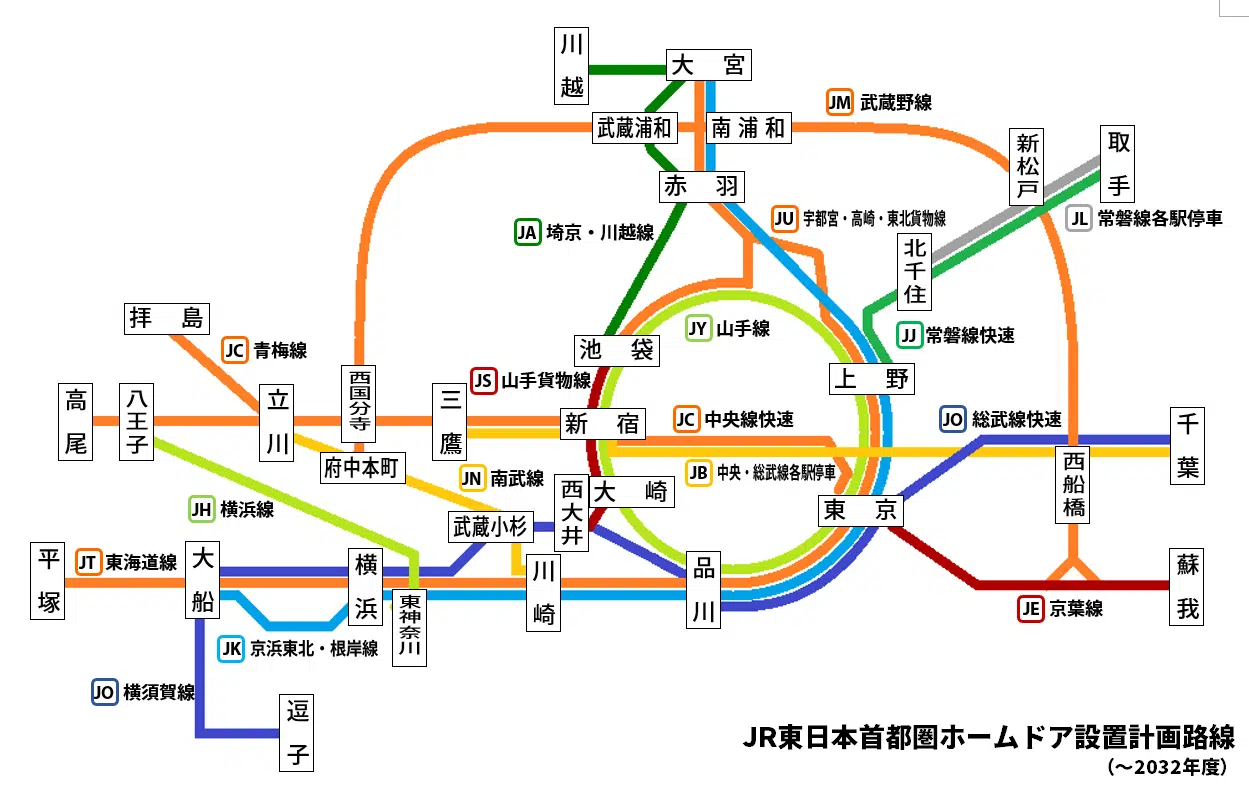 川越
大宮
JM 武蔵野線
武蔵浦和
南浦和
新松戸
取手
赤羽
JU 宇都宮・高崎・東北貨物線
JL 常磐線各駅停車
JA 埼京・川越線
北千住
拝島
JY 山手線
JJ 常磐線快速
JC 青梅線
池袋
上野
西国分寺
JS 山手貨物線
高尾
八王子
立川
三鷹
新宿
JC 中央線快速
JO 総武線快速
千葉
府中本町
JN 南武線
JB 中央・総武線各駅停車
西船橋
西大井
大崎
JH 横浜線
武蔵小杉
東京
平塚
JT 東海道線
大船
横浜
川崎
品川
蘇我
東神奈川
JE 京葉線
JK 京浜東北・根岸線
JO 横須賀線
逗子
JR東日本首都圏ホームドア設置計画路線
（～2032年度）